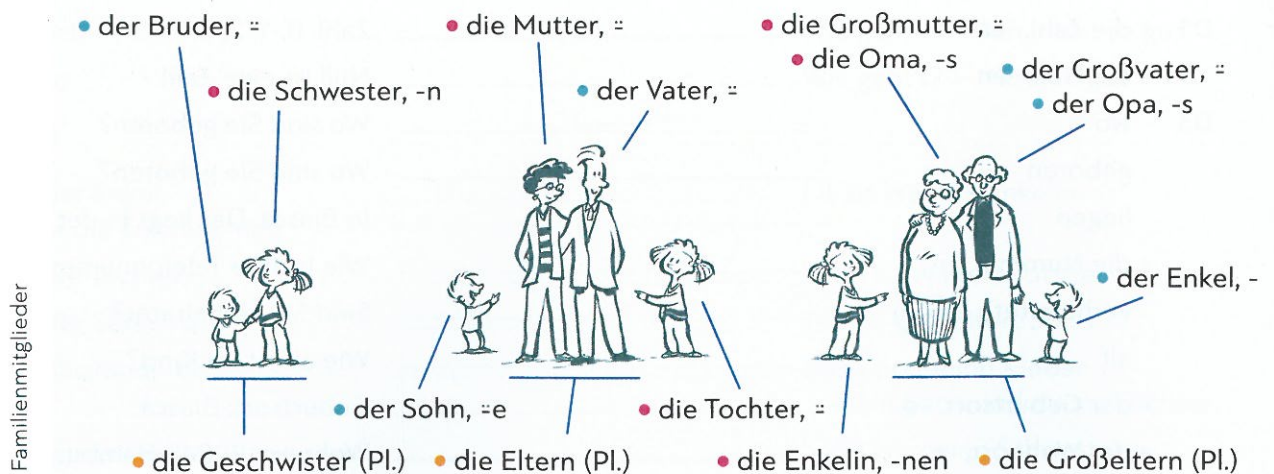 der Bruder, ⸚
die Schwester, -n
die Mutter, ⸚
der Vater, ⸚
die Großmutter, ⸚
die Oma, -s
der Großvater, ⸚
der Opa, -s
der Enkel, -
Familienmitglieder
der Sohn, ⸚e
die Tochter, ⸚
die Geschwister (Pl.)
die Eltern (Pl.)
die Enkelin, -nen
die Großeltern (Pl.)